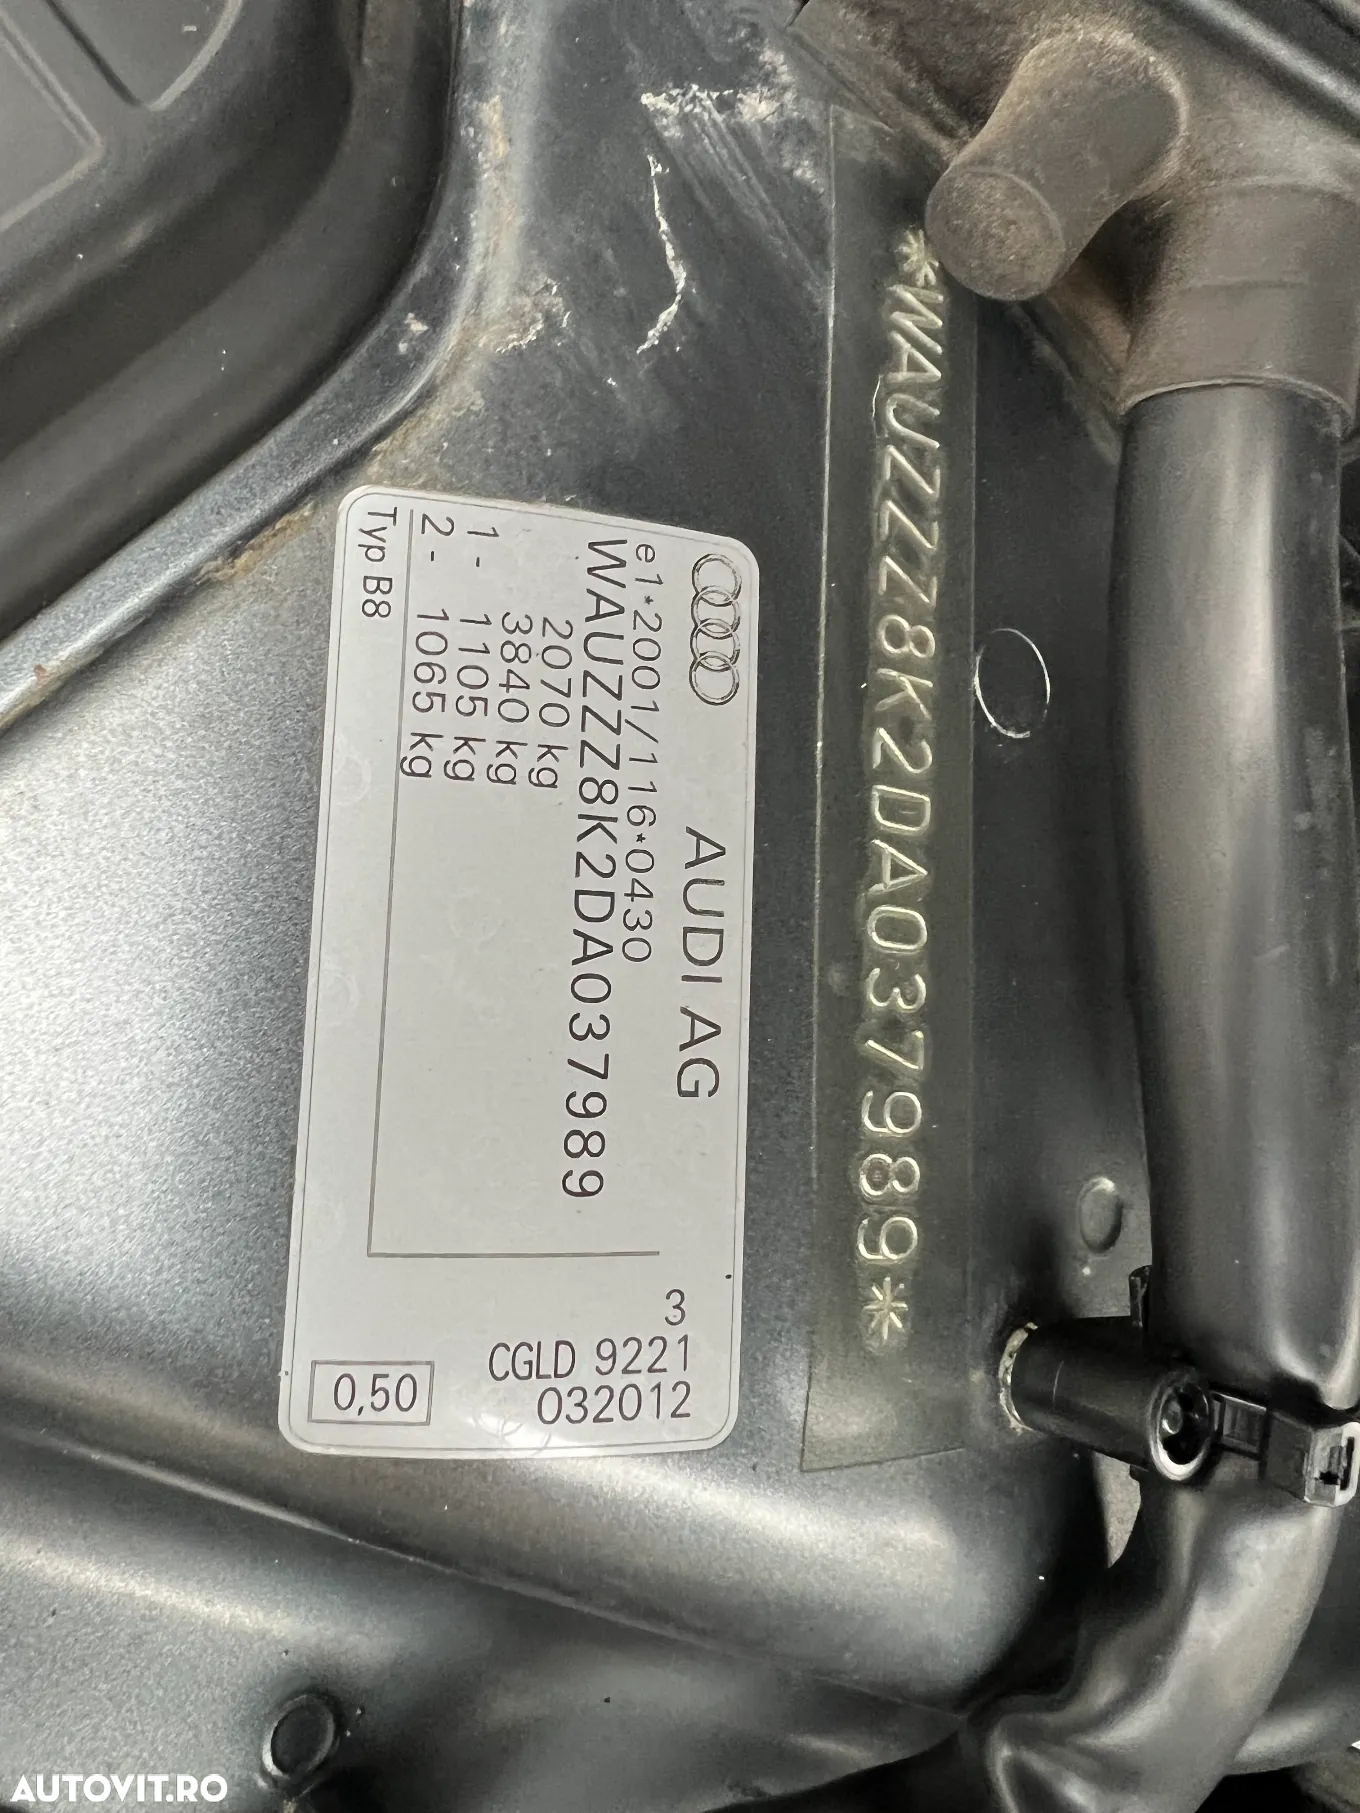 *WAUZZZ8K2DA037989*
AUDI AG
e1*2001/116*0430
WAUZZZ8K2DA037989
2070 kg
3840 kg
1- 1105 kg
2- 1065 kg
Typ B8
3
CGLD 9221
032012
0,50
AUTOVIT.RO